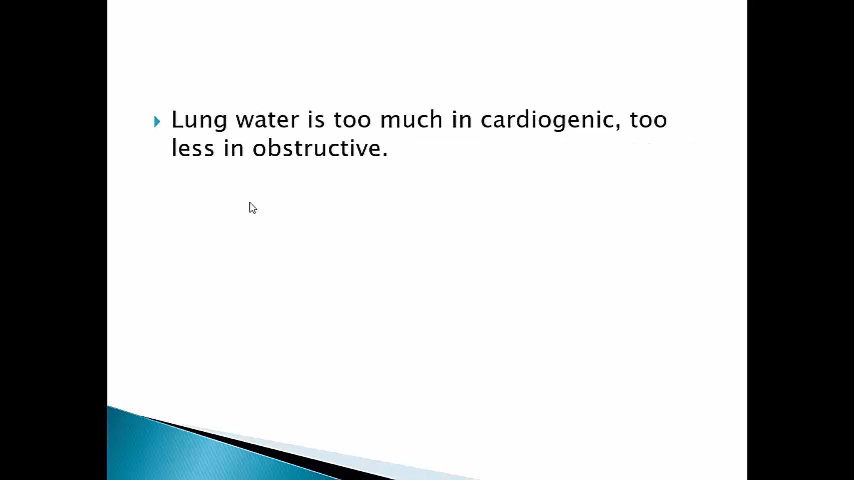 Lung water is too much in cardiogenic, too
less in obstructive.